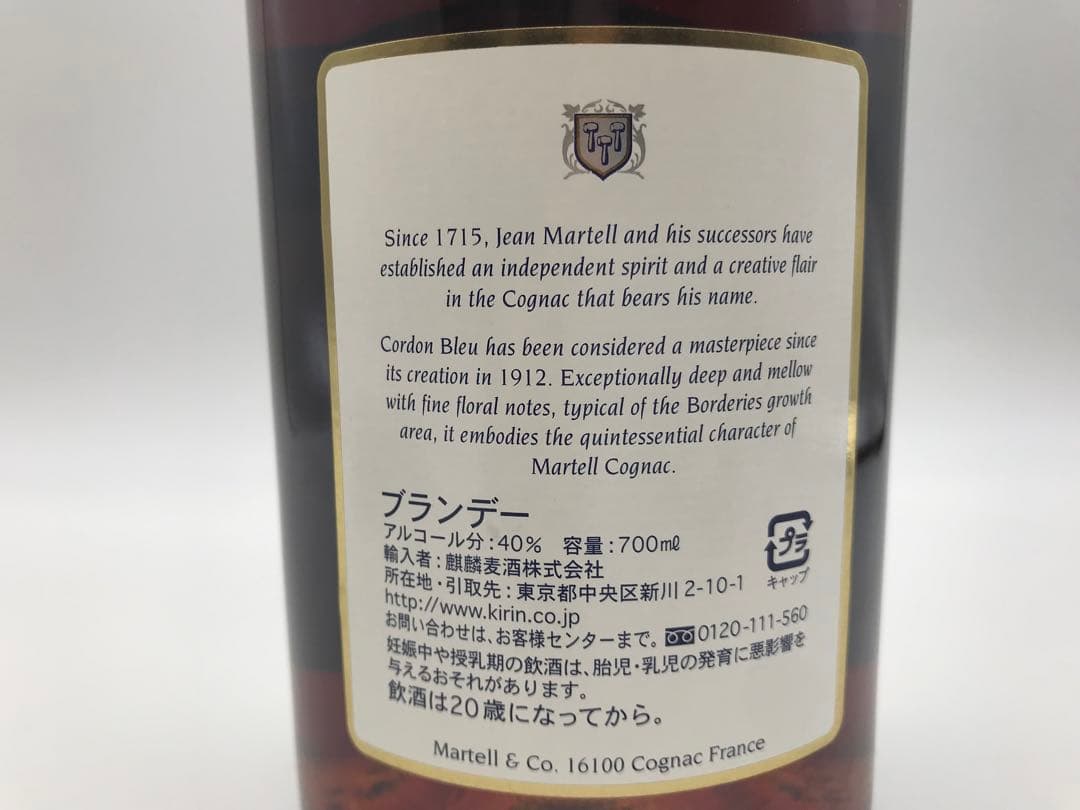 Since 1715, Jean Martell and his successors have
established an independent spirit and a creative flair
in the Cognac that bears his name.
Cordon Bleu has been considered a masterpiece since
its creation in 1912. Exceptionally deep and mellow
with fine floral notes, typical of the Borderies growth
area, it embodies the quintessential character of
Martell Cognac.
ブランデー
アルコール分:40% 容量:700㎖
輸入者:麒麟麦酒株式会社
所在地・引取先:東京都中央区新川2-10-1
http://www.kirin.co.jp
お問い合わせは、お客様センターまで。0120-111-560
妊娠中や授乳期の飲酒は、胎児・乳児の発育に悪影響を
与えるおそれがあります。
飲酒は20歳になってから。
プラ
キャップ
Martell & Co. 16100 Cognac France